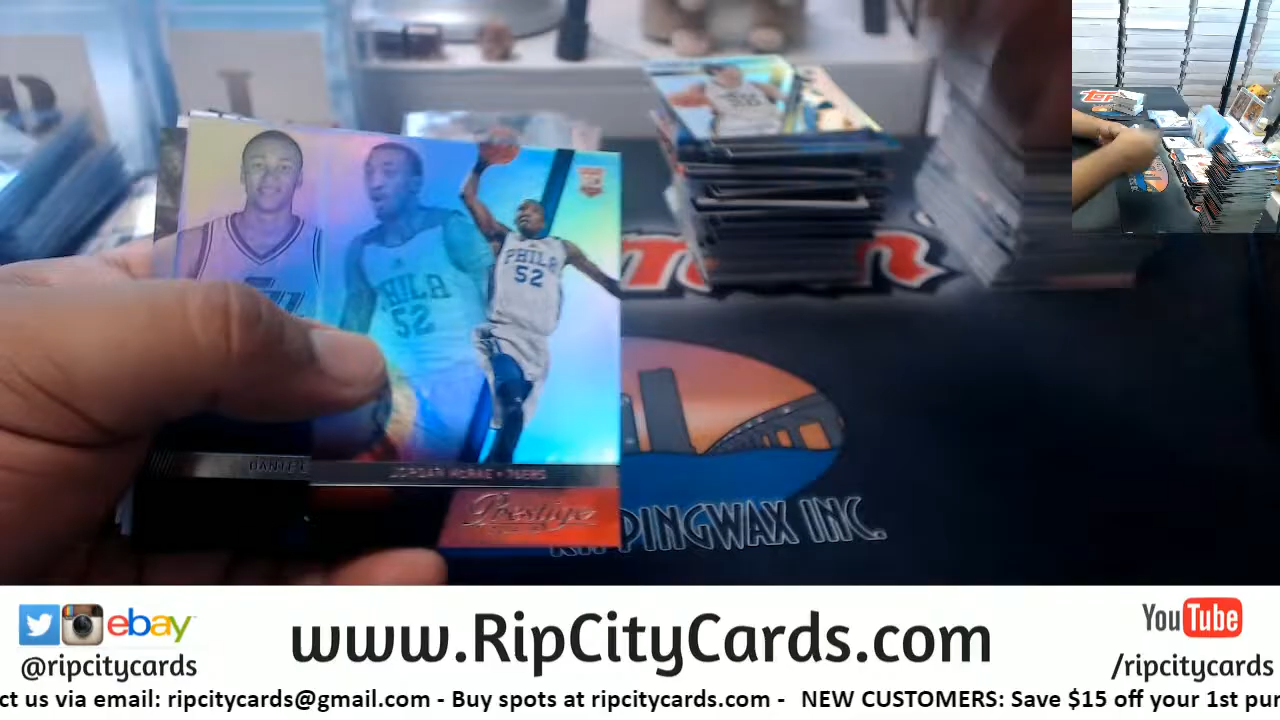 PHILA
52
HILA
52
RC
DANTE
JORDAN McRAE • 76ERS
Prestige
RIPPINGWAX INC.
ebay
www.RipCityCards.com
You Tube
@ripcitycards
/ripcitycards
ct us via email: ripcitycards@gmail.com - Buy spots at ripcitycards.com - NEW CUSTOMERS: Save $15 off your 1st pur